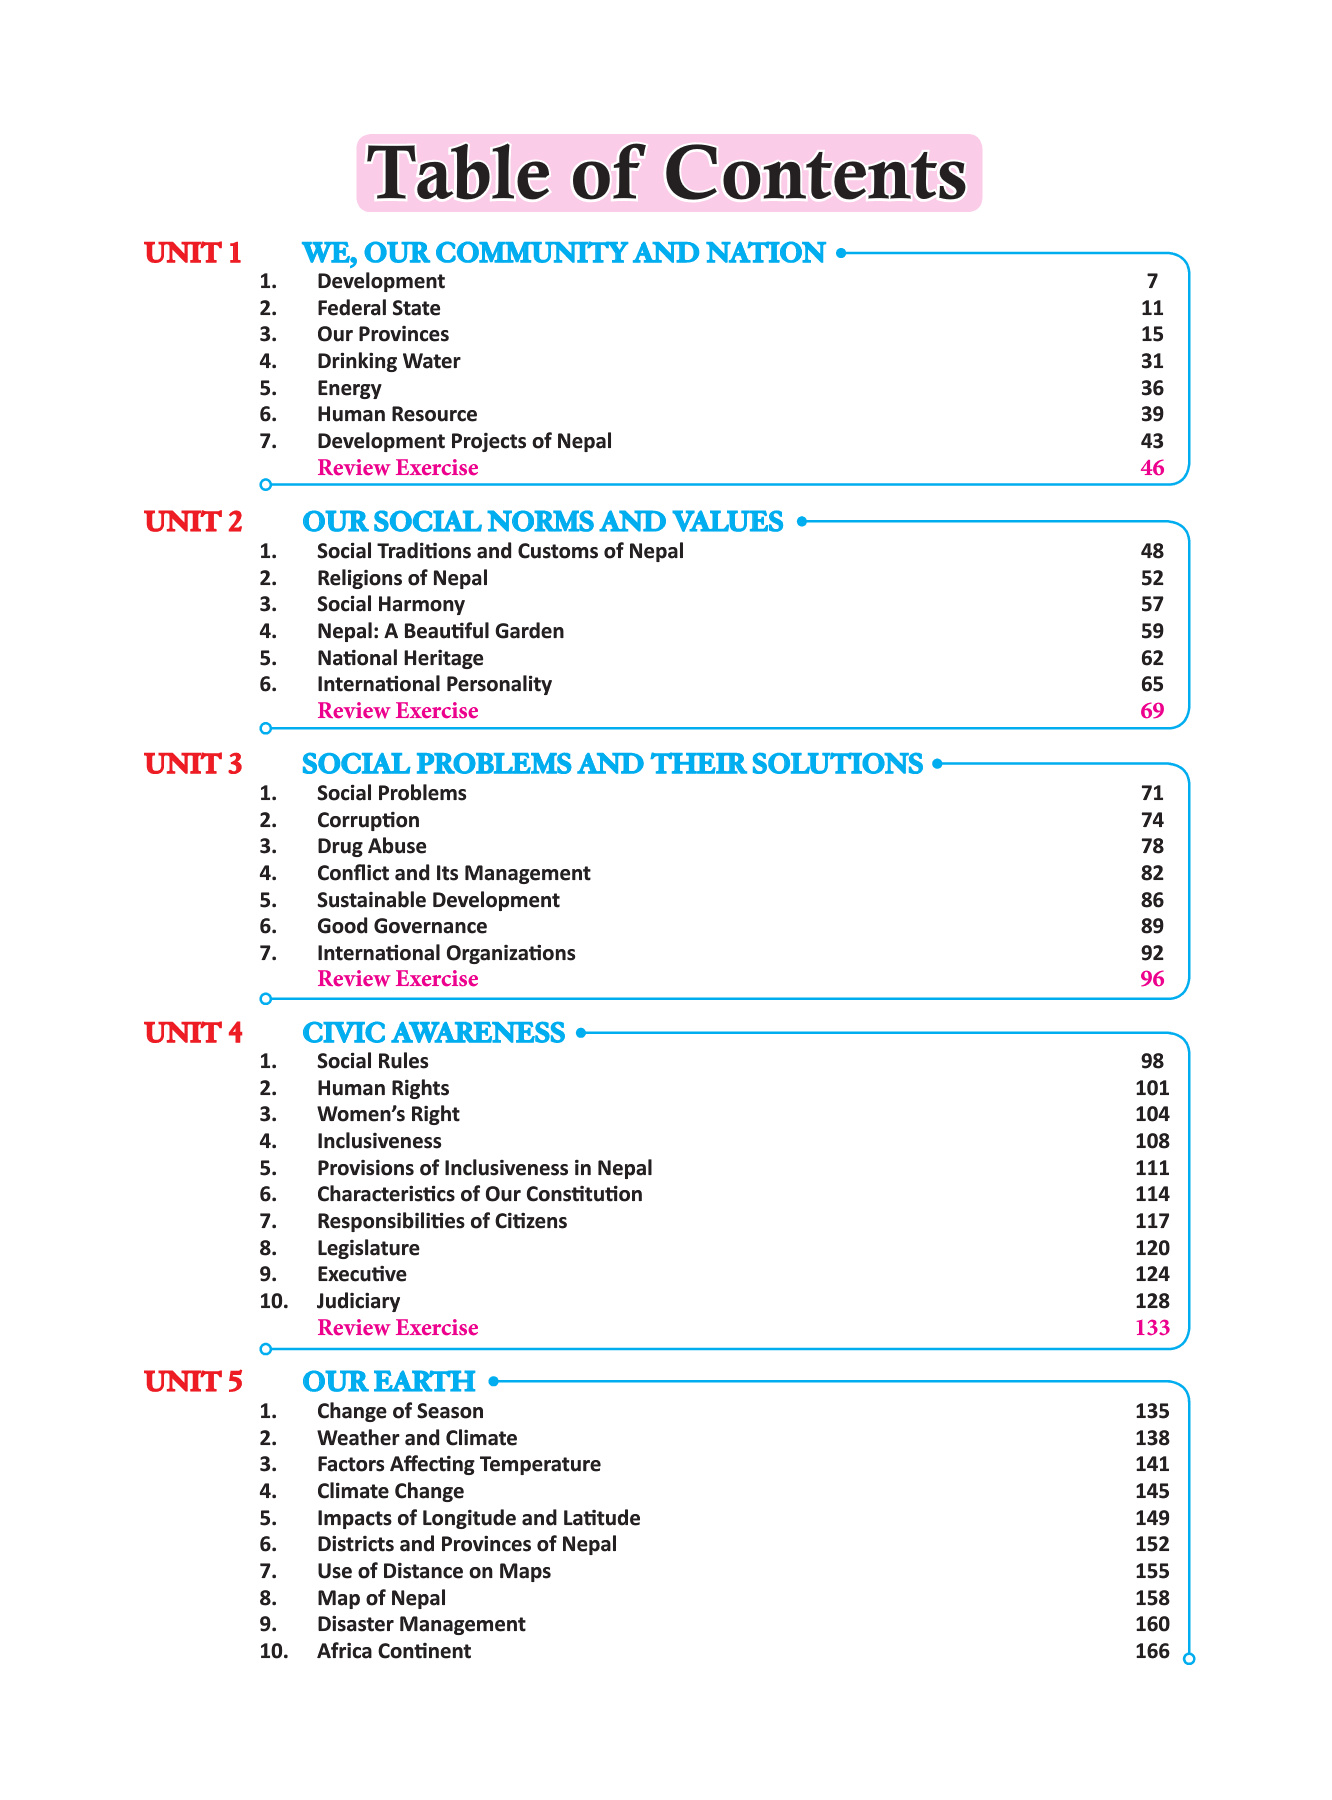 Table of Contents
UNIT 1 WE, OUR COMMUNITY AND NATION
1. Development 7
2. Federal State 11
3. Our Provinces 15
4. Drinking Water 31
5. Energy 36
6. Human Resource 39
7. Development Projects of Nepal 43
Review Exercise 46
UNIT 2 OUR SOCIAL NORMS AND VALUES
1. Social Traditions and Customs of Nepal 48
2. Religions of Nepal 52
3. Social Harmony 57
4. Nepal: A Beautiful Garden 59
5. National Heritage 62
6. International Personality 65
Review Exercise 69
UNIT 3 SOCIAL PROBLEMS AND THEIR SOLUTIONS
1. Social Problems 71
2. Corruption 74
3. Drug Abuse 78
4. Conflict and Its Management 82
5. Sustainable Development 86
6. Good Governance 89
7. International Organizations 92
Review Exercise 96
UNIT 4 CIVIC AWARENESS
1. Social Rules 98
2. Human Rights 101
3. Women’s Right 104
4. Inclusiveness 108
5. Provisions of Inclusiveness in Nepal 111
6. Characteristics of Our Constitution 114
7. Responsibilities of Citizens 117
8. Legislature 120
9. Executive 124
10. Judiciary 128
Review Exercise 133
UNIT 5 OUR EARTH
1. Change of Season 135
2. Weather and Climate 138
3. Factors Affecting Temperature 141
4. Climate Change 145
5. Impacts of Longitude and Latitude 149
6. Districts and Provinces of Nepal 152
7. Use of Distance on Maps 155
8. Map of Nepal 158
9. Disaster Management 160
10. Africa Continent 166